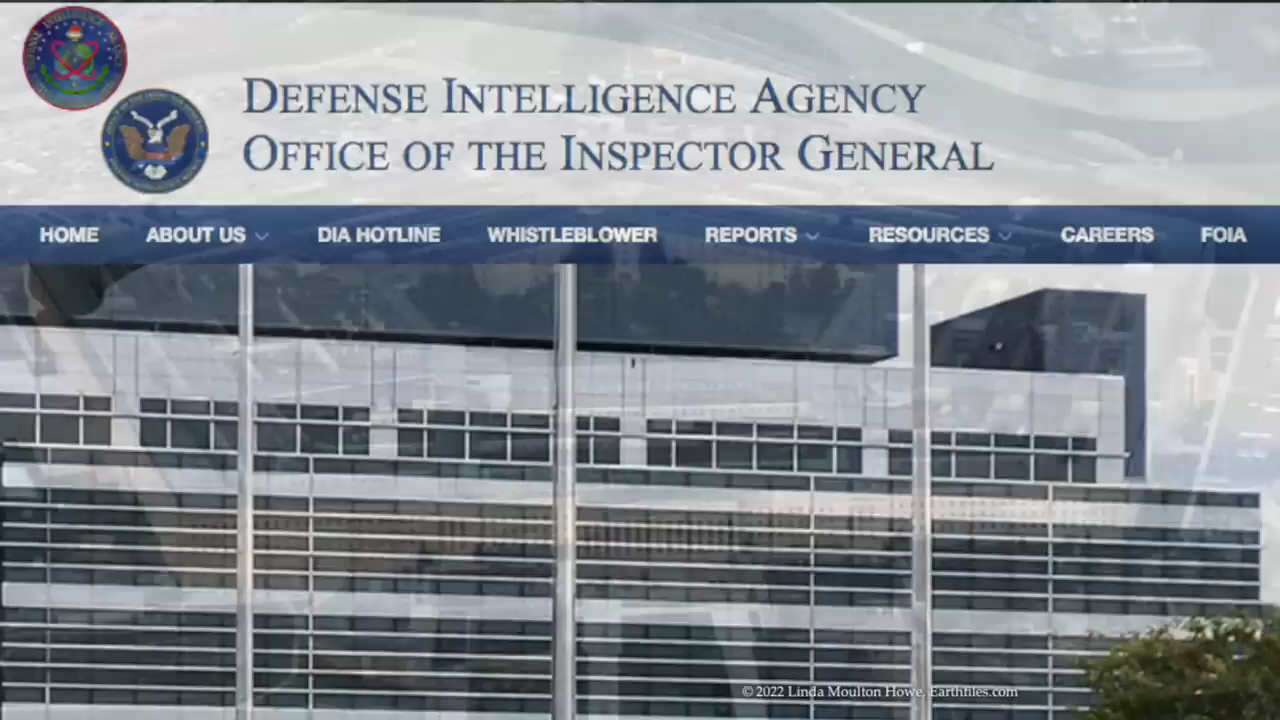 DEFENSE INTELLIGENCE AGENCY
OFFICE OF THE INSPECTOR GENERAL
HOME ABOUT US DIA HOTLINE WHISTLEBLOWER REPORTS RESOURCES CAREERS FOIA
© 2022 Linda Moulton Howe, Earthfiles.com